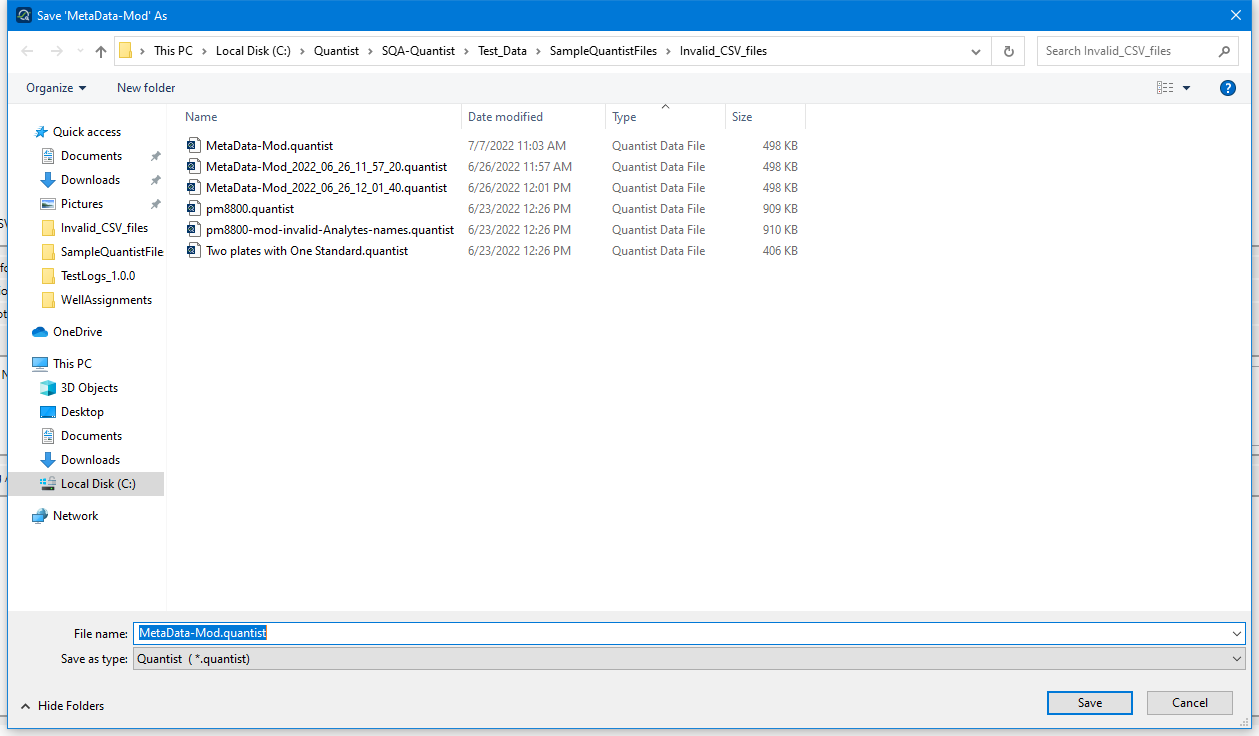 Save 'MetaData-Mod' As
This PC > Local Disk (C:) > Quantist > SQA-Quantist > Test_Data > SampleQuantistFiles > Invalid_CSV_files
Search Invalid_CSV_files
Organize
New folder
Name Date modified Type Size
MetaData-Mod.quantist 7/7/2022 11:03 AM Quantist Data File 498 KB
MetaData-Mod_2022_06_26_11_57_20.quantist 6/26/2022 11:57 AM Quantist Data File 498 KB
MetaData-Mod_2022_06_26_12_01_40.quantist 6/26/2022 12:01 PM Quantist Data File 498 KB
pm8800.quantist 6/23/2022 12:26 PM Quantist Data File 909 KB
pm8800-mod-invalid-Analytes-names.quantist 6/23/2022 12:26 PM Quantist Data File 910 KB
Two plates with One Standard.quantist 6/23/2022 12:26 PM Quantist Data File 406 KB
Quick access
Documents
Downloads
Pictures
Invalid_CSV_files
SampleQuantistFile
TestLogs_1.0.0
WellAssignments
OneDrive
This PC
3D Objects
Desktop
Documents
Downloads
Local Disk (C:)
Network
File name: MetaData-Mod.quantist
Save as type: Quantist ( *.quantist)
Hide Folders
Save
Cancel